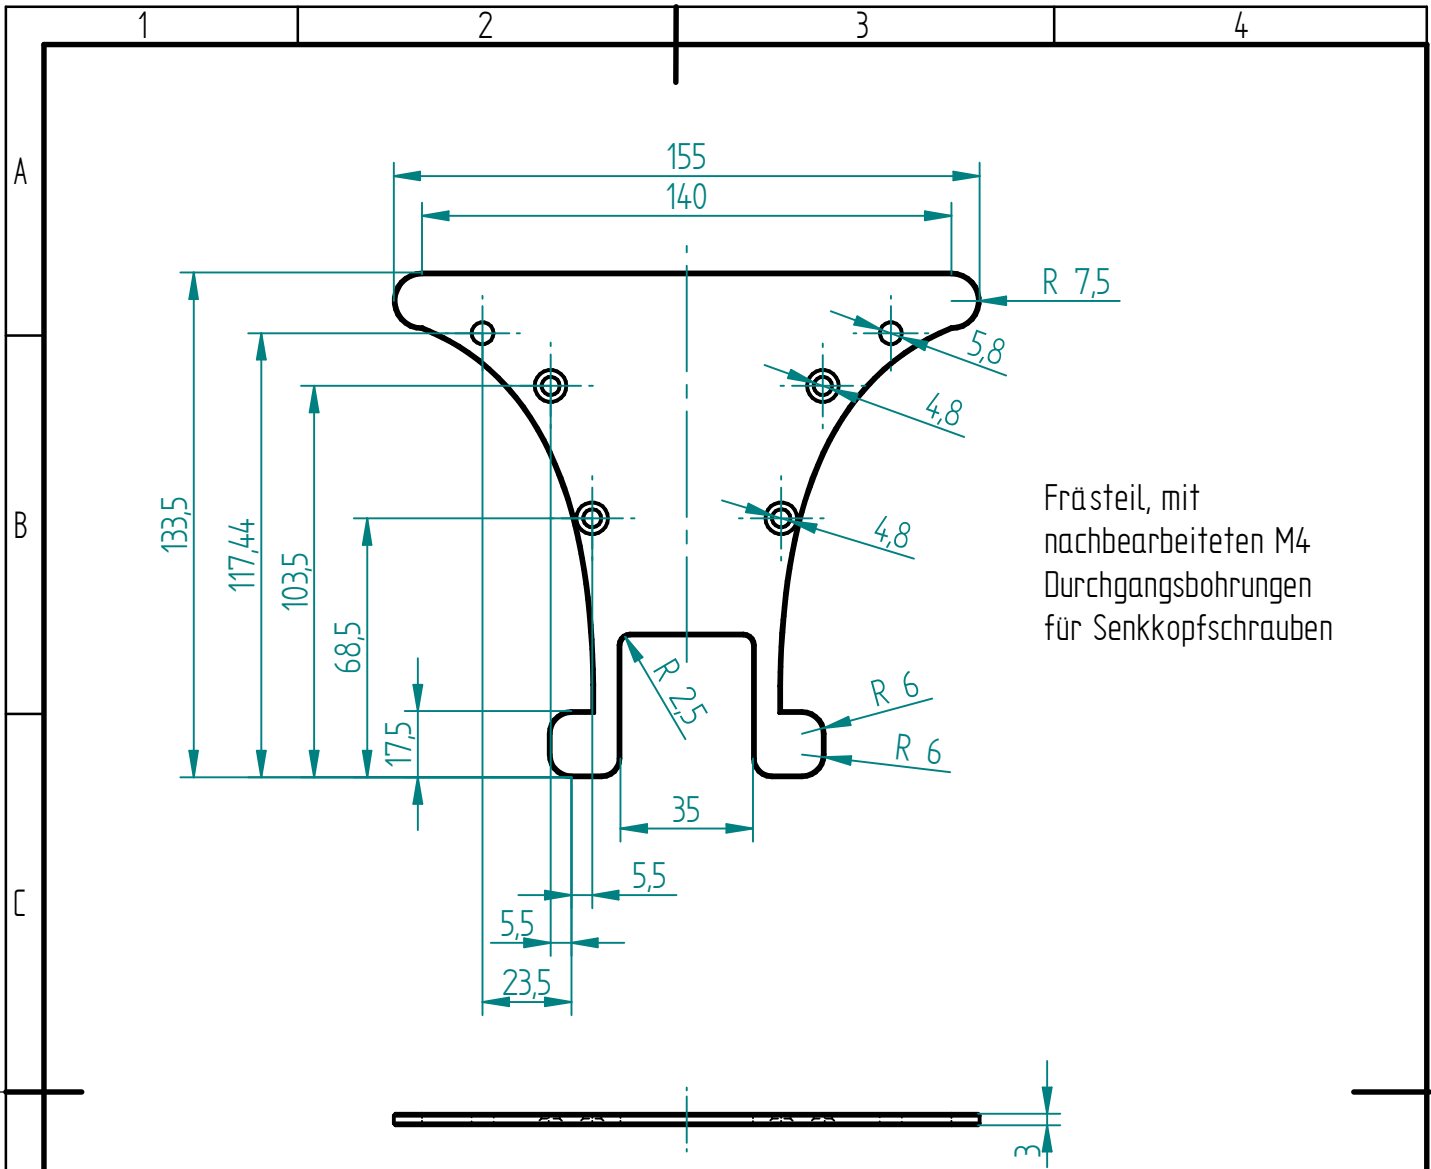 1
2
3
4
A
155
140
R 7,5
5,8
4,8
B
133,5
117,44
103,5
68,5
4,8
Frästeil, mit
nachbearbeiteten M4
Durchgangsbohrungen
für Senkkopfschrauben
R 2,5
R 6
17,5
R 6
35
C
5,5
5,5
23,5
3